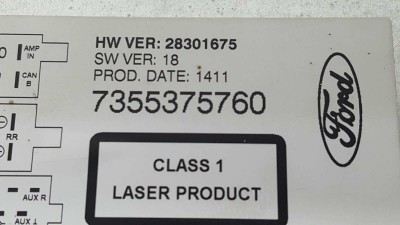 HW VER: 28301675
SW VER: 18
PROD. DATE: 1411
7355375760
Ford
CLASS 1
LASER PRODUCT
AMP
IN
CAN
B
RR
AUX R
AUX